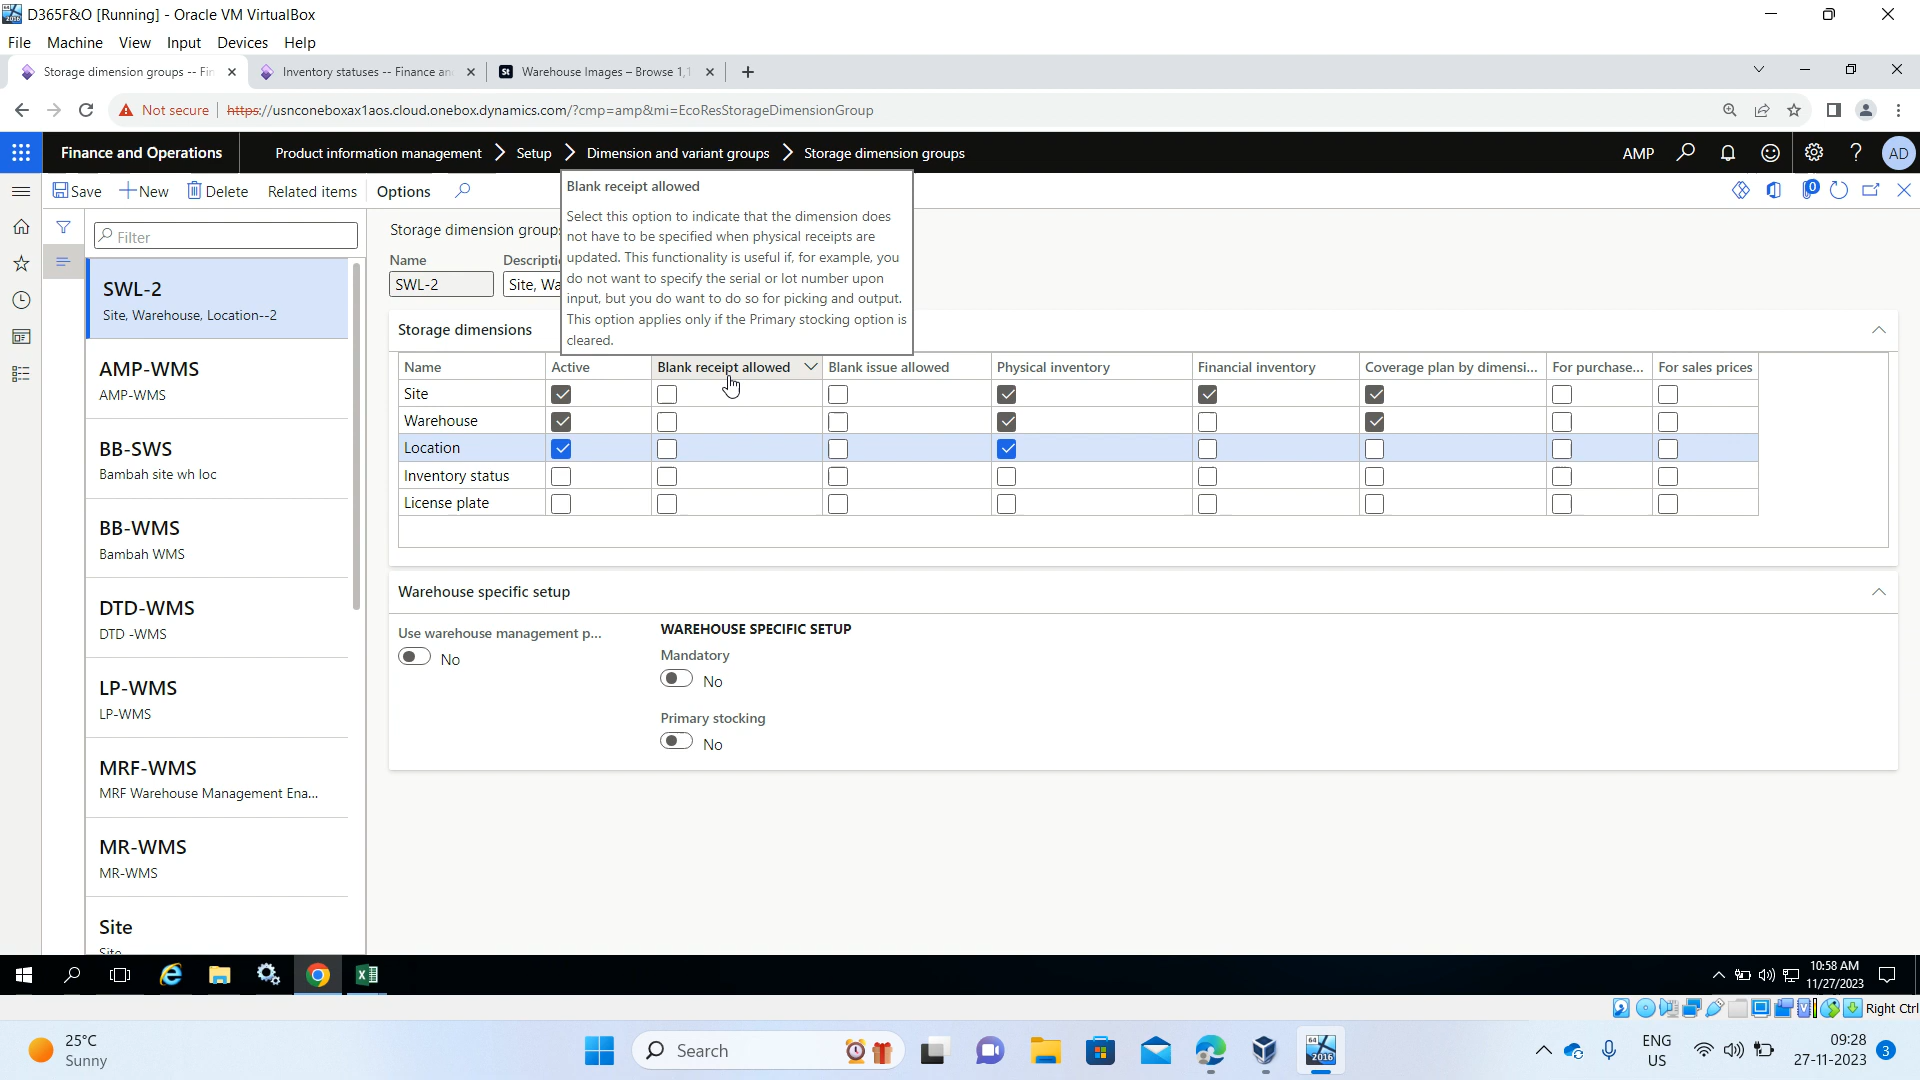 D365F&O [Running] - Oracle VM VirtualBox
File Machine View Input Devices Help
Storage dimension groups -- Fin
Inventory statuses -- Finance an
Warehouse Images – Browse 1,1
Not secure https://usnconeboxax1aos.cloud.onebox.dynamics.com/?cmp=amp&mi=EcoResStorageDimensionGroup
Finance and Operations
Product information management > Setup > Dimension and variant groups > Storage dimension groups
AMP
AD
Save New Delete Related items Options
0
Filter
SWL-2
Site, Warehouse, Location--2
AMP-WMS
AMP-WMS
BB-SWS
Bambah site wh loc
BB-WMS
Bambah WMS
DTD-WMS
DTD -WMS
LP-WMS
LP-WMS
MRF-WMS
MRF Warehouse Management Ena...
MR-WMS
MR-WMS
Site
Site
Storage dimension groups
Name Descripti
SWL-2 Site, Wa
Blank receipt allowed
Select this option to indicate that the dimension does
not have to be specified when physical receipts are
updated. This functionality is useful if, for example, you
do not want to specify the serial or lot number upon
input, but you do want to do so for picking and output.
This option applies only if the Primary stocking option is
cleared.
Storage dimensions
Name Active Blank receipt allowed Blank issue allowed Physical inventory Financial inventory Coverage plan by dimensi... For purchase... For sales prices
Site
Warehouse
Location
Inventory status
License plate
Warehouse specific setup
Use warehouse management p...
No
WAREHOUSE SPECIFIC SETUP
Mandatory
No
Primary stocking
No
10:58 AM
11/27/2023
Right Ctrl
25°C
Sunny
Search
64
2016
ENG
US
09:28
27-11-2023
3